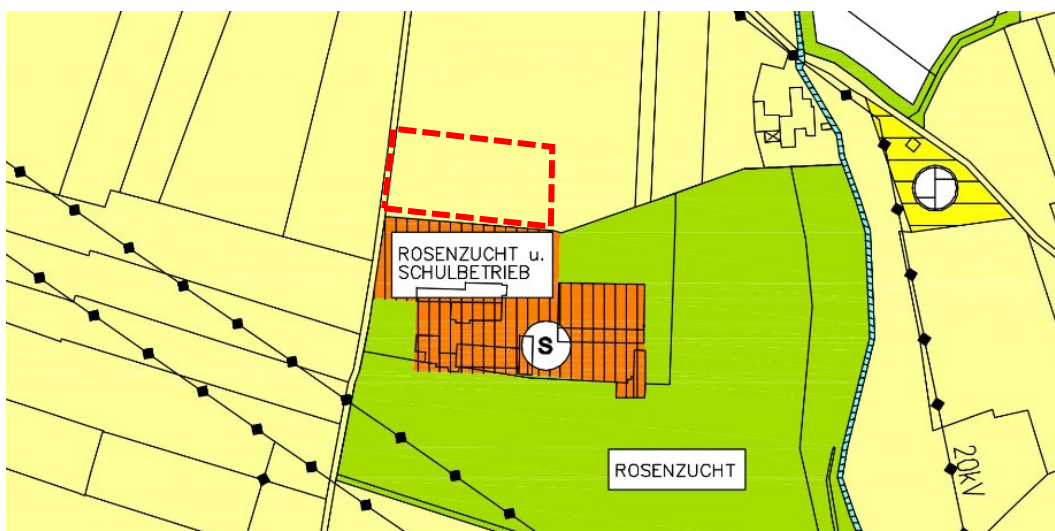 ROSENZUCHT u.
SCHULBETRIEB
S
ROSENZUCHT
20kV